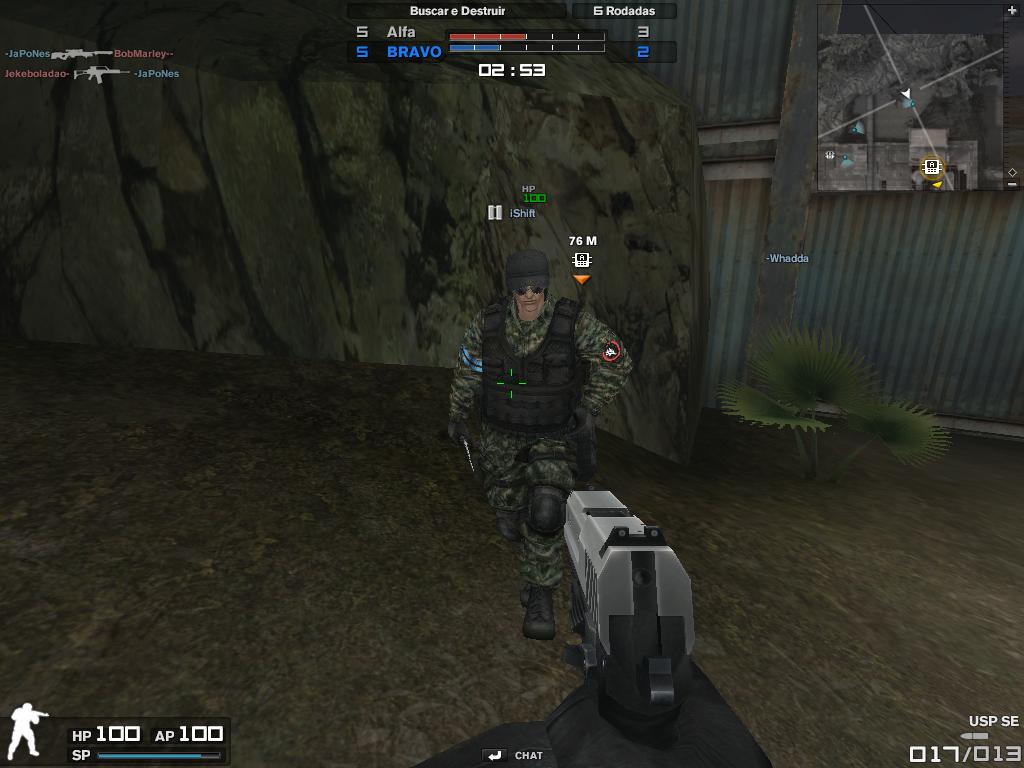 Buscar e Destruir 6 Rodadas
5 Alfa 3
5 BRAVO 2
02:53
-JaPoNes BobMarley--
Jekeboladao- -JaPoNes
HP
100
iShift
76 M
A
-Whadda
A
HP 100 AP 100
SP
CHAT
USP SE
017/013